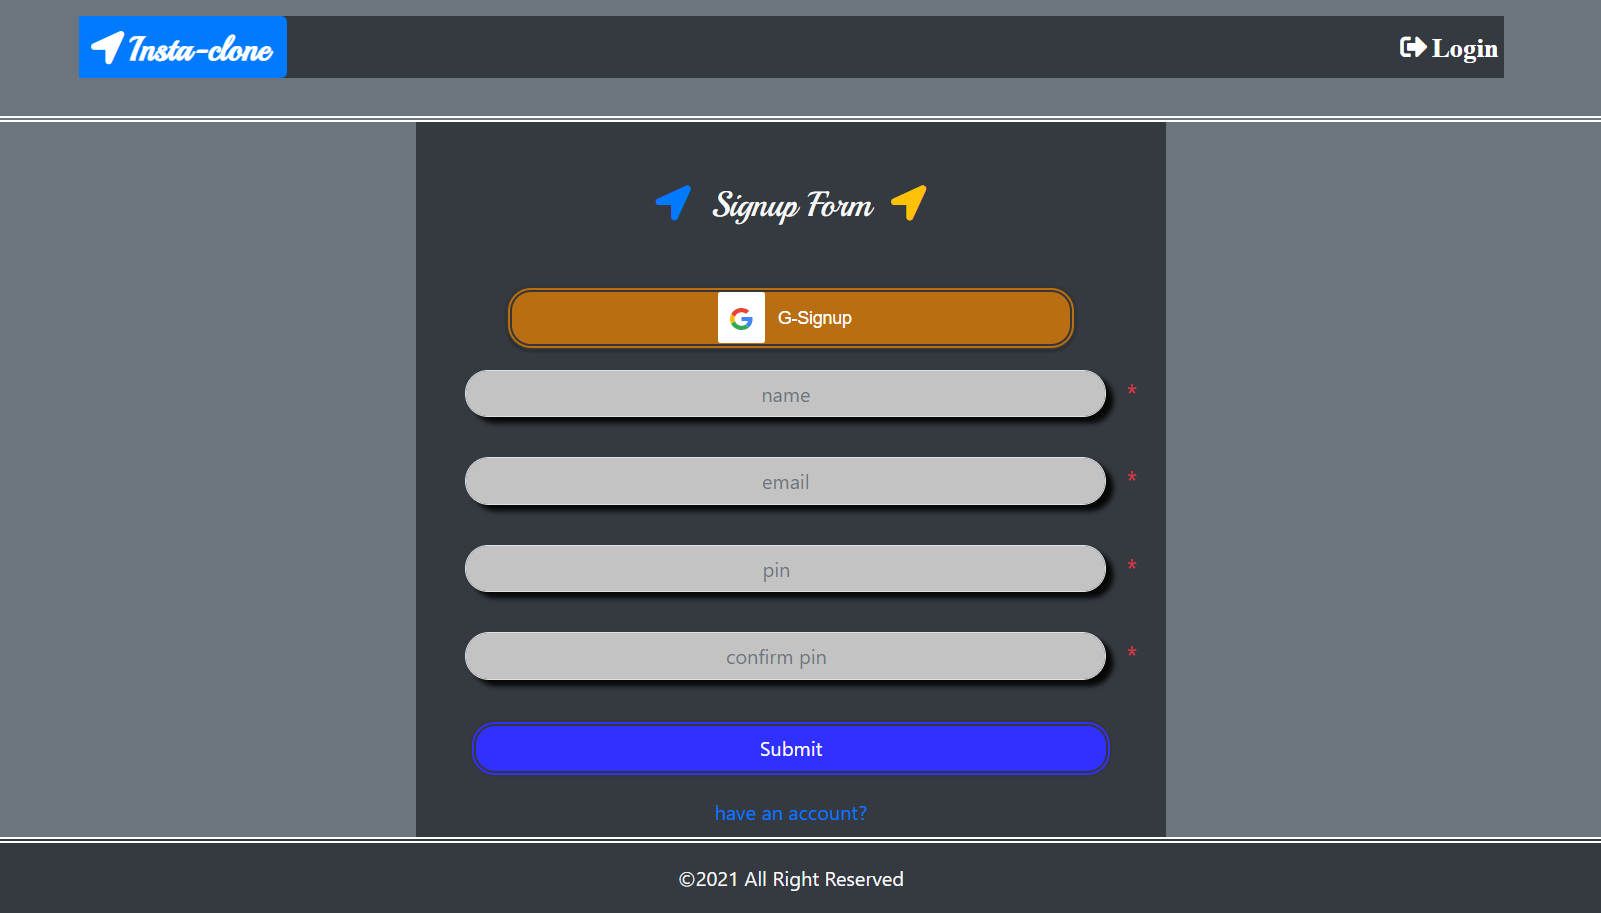 Insta-clone
Login
Signup Form
G-Signup
name *
email *
pin *
confirm pin *
Submit
have an account?
©2021 All Right Reserved